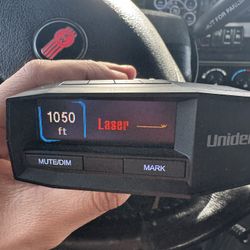 1050
ft
Laser
Uniden
MUTE/DIM
MARK